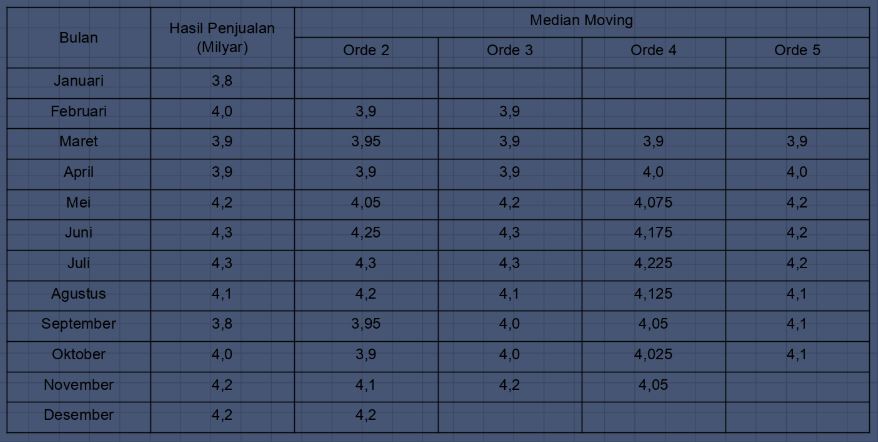 Bulan Hasil Penjualan (Milyar) Median Moving
Orde 2 Orde 3 Orde 4 Orde 5
Januari 3,8
Februari 4,0 3,9 3,9
Maret 3,9 3,95 3,9 3,9 3,9
April 3,9 3,9 3,9 4,0 4,0
Mei 4,2 4,05 4,2 4,075 4,2
Juni 4,3 4,25 4,3 4,175 4,2
Juli 4,3 4,3 4,3 4,225 4,2
Agustus 4,1 4,2 4,1 4,125 4,1
September 3,8 3,95 4,0 4,05 4,1
Oktober 4,0 3,9 4,0 4,025 4,1
November 4,2 4,1 4,2 4,05
Desember 4,2 4,2